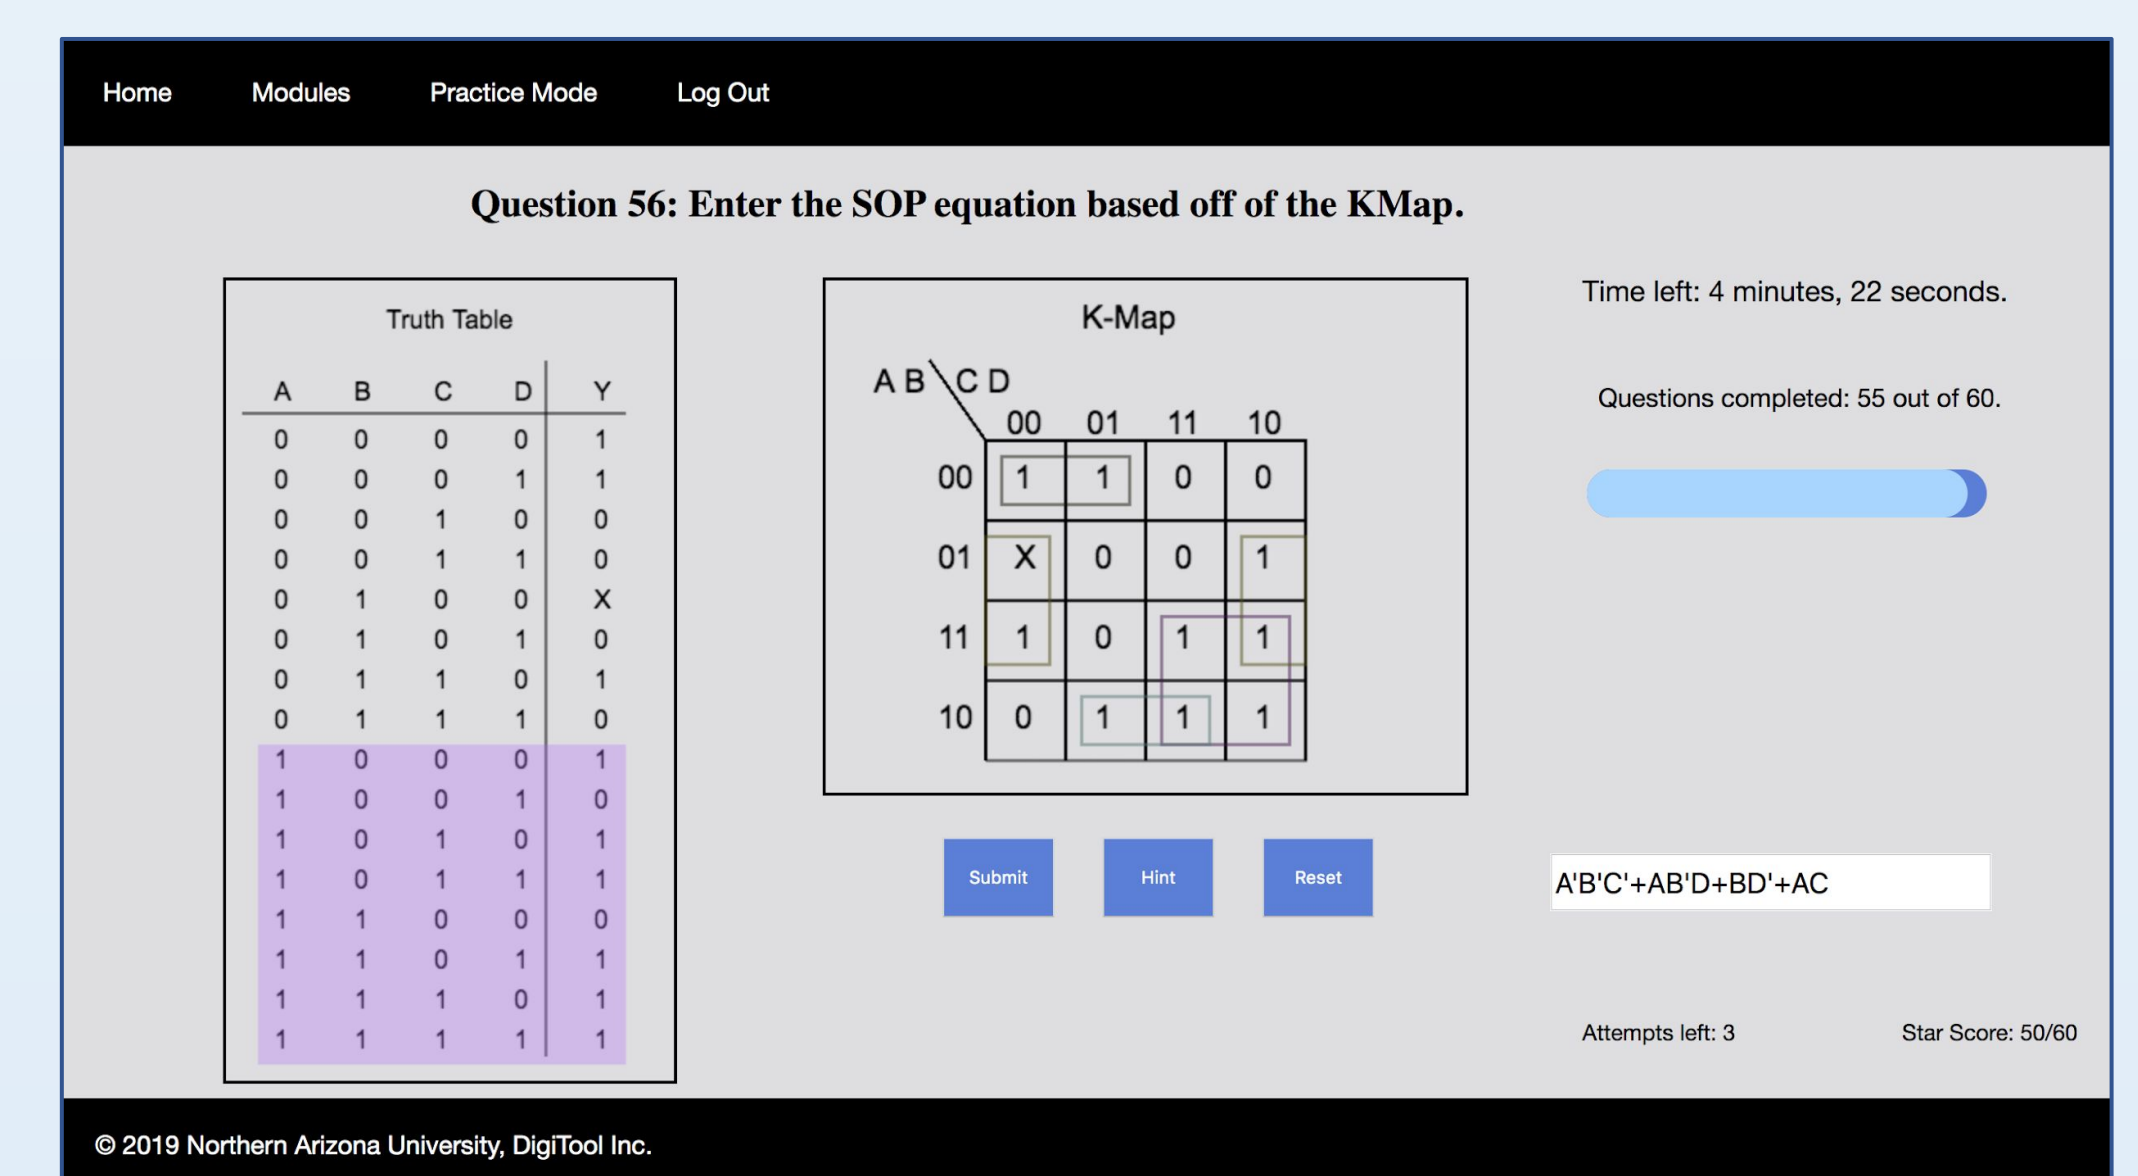 Home Modules Practice Mode Log Out
Question 56: Enter the SOP equation based off of the KMap.
Truth Table
A B C D Y
0 0 0 0 1
0 0 0 1 1
0 0 1 0 0
0 0 1 1 0
0 1 0 0 X
0 1 0 1 0
0 1 1 0 1
0 1 1 1 0
1 0 0 0 1
1 0 0 1 0
1 0 1 0 1
1 0 1 1 1
1 1 0 0 0
1 1 0 1 1
1 1 1 0 1
1 1 1 1 1
K-Map
A B \ C D
00 01 11 10
00 1 1 0 0
01 X 0 0 1
11 1 0 1 1
10 0 1 1 1
Submit Hint Reset
Time left: 4 minutes, 22 seconds.
Questions completed: 55 out of 60.
A'B'C'+AB'D+BD'+AC
Attempts left: 3 Star Score: 50/60
© 2019 Northern Arizona University, DigiTool Inc.